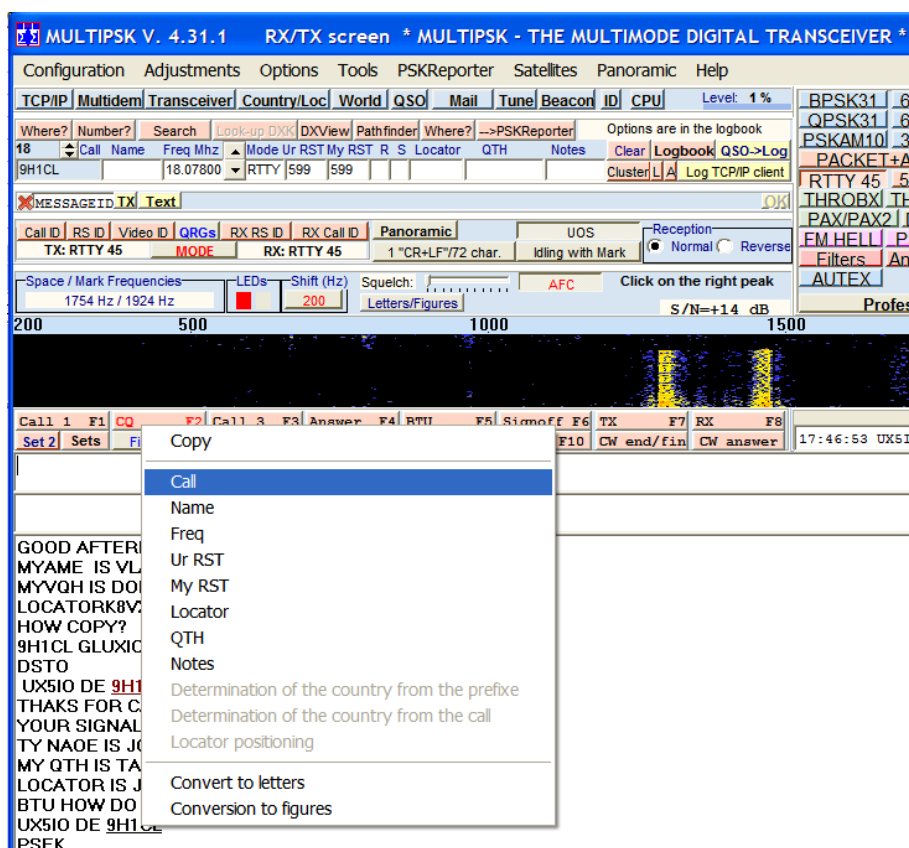 MULTIPSK V. 4.31.1 RX/TX screen * MULTIPSK - THE MULTIMODE DIGITAL TRANSCEIVER *
Configuration Adjustments Options Tools PSKReporter Satellites Panoramic Help
TCP/IP Multidem Transceiver Country/Loc World QSO Mail Tune Beacon ID CPU Level: 1 %
Where? Number? Search Look-up DXK DXView Pathfinder Where? -->PSKReporter Options are in the logbook
18 Call Name Freq Mhz Mode Ur RST My RST R S Locator QTH Notes Clear Logbook QSO->Log
9H1CL 18.07800 RTTY 599 599 Cluster L A Log TCP/IP client
MESSAGEID TX Text OK
Call ID RS ID Video ID QRGs RX RS ID RX Call ID Panoramic UOS Reception
TX: RTTY 45 MODE RX: RTTY 45 1 "CR+LF"/72 char. Idling with Mark Normal Reverse
Space / Mark Frequencies LEDs Shift (Hz) Squelch: AFC Click on the right peak
1754 Hz / 1924 Hz 200 Letters/Figures S/N=+14 dB
BPSK31 6
QPSK31 6
PSKAM10 3
PACKET+A
RTTY 45 5
THROBX TH
PAX/PAX2
FM HELL P
Filters An
AUTEX
Profes
200 500 1000 1500
Call 1 F1 CQ F2 Call 3 F3 Answer F4 BTU F5 Signoff F6 TX F7 RX F8
Set 2 Sets Fi F10 CW end/fin CW answer 17:46:53 UX5I
Copy
Call
Name
Freq
Ur RST
My RST
Locator
QTH
Notes
Determination of the country from the prefixe
Determination of the country from the call
Locator positioning
Convert to letters
Conversion to figures
GOOD AFTER
MYAME IS VL
MYVQH IS DO
LOCATORK8V
HOW COPY?
9H1CL GLUXIO
DSTO
UX5IO DE 9H1
THAKS FOR C
YOUR SIGNAL
TY NAOE IS JO
MY QTH IS TA
LOCATOR IS J
BTU HOW DO
UX5IO DE 9H1CL
PSEK